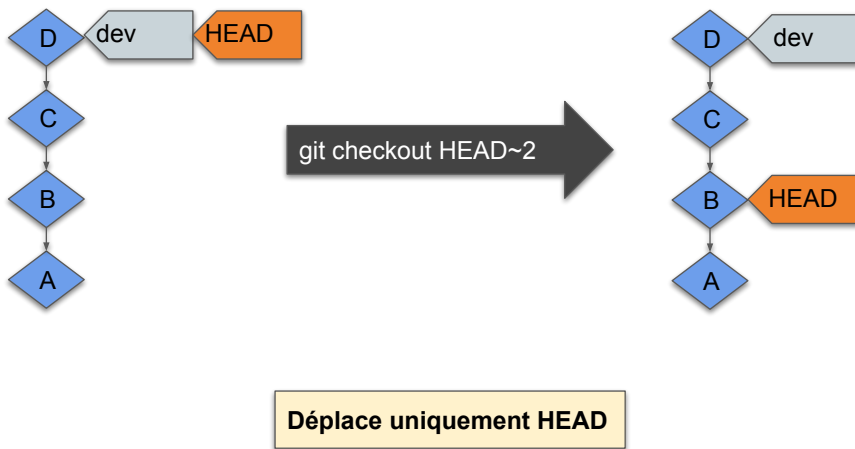 D dev HEAD
C
B
A
git checkout HEAD~2
D dev
C
B HEAD
A
Déplace uniquement HEAD